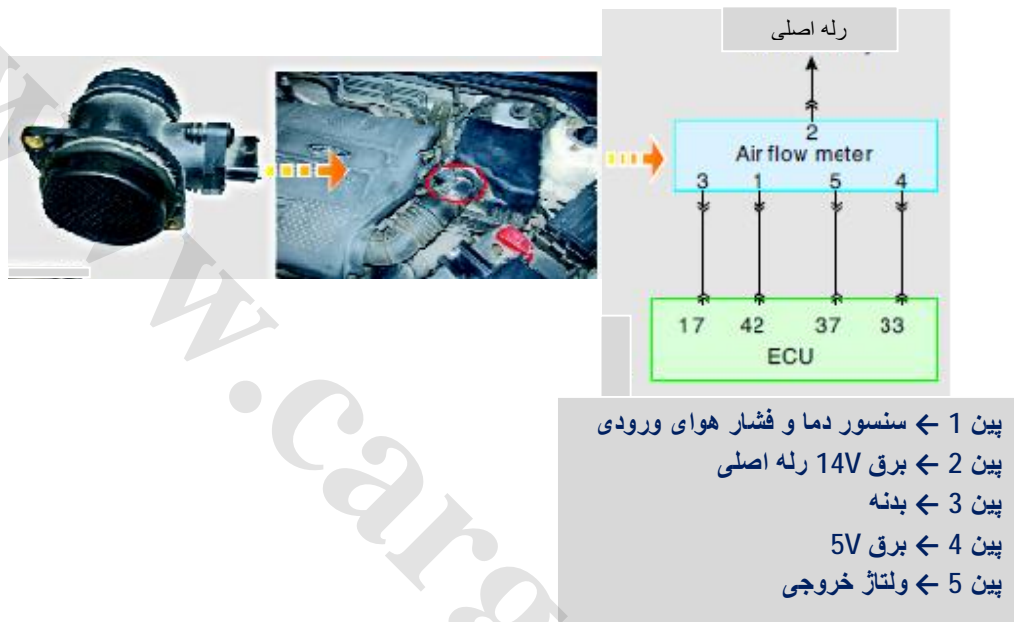 رله اصلی
2
Air flow meter
3 1 5 4
17 42 37 33
ECU
پین 1 ← سنسور دما و فشار هوای ورودی
پین 2 ← برق 14V رله اصلی
پین 3 ← بدنه
پین 4 ← برق 5V
پین 5 ← ولتاژ خروجی
www.carg